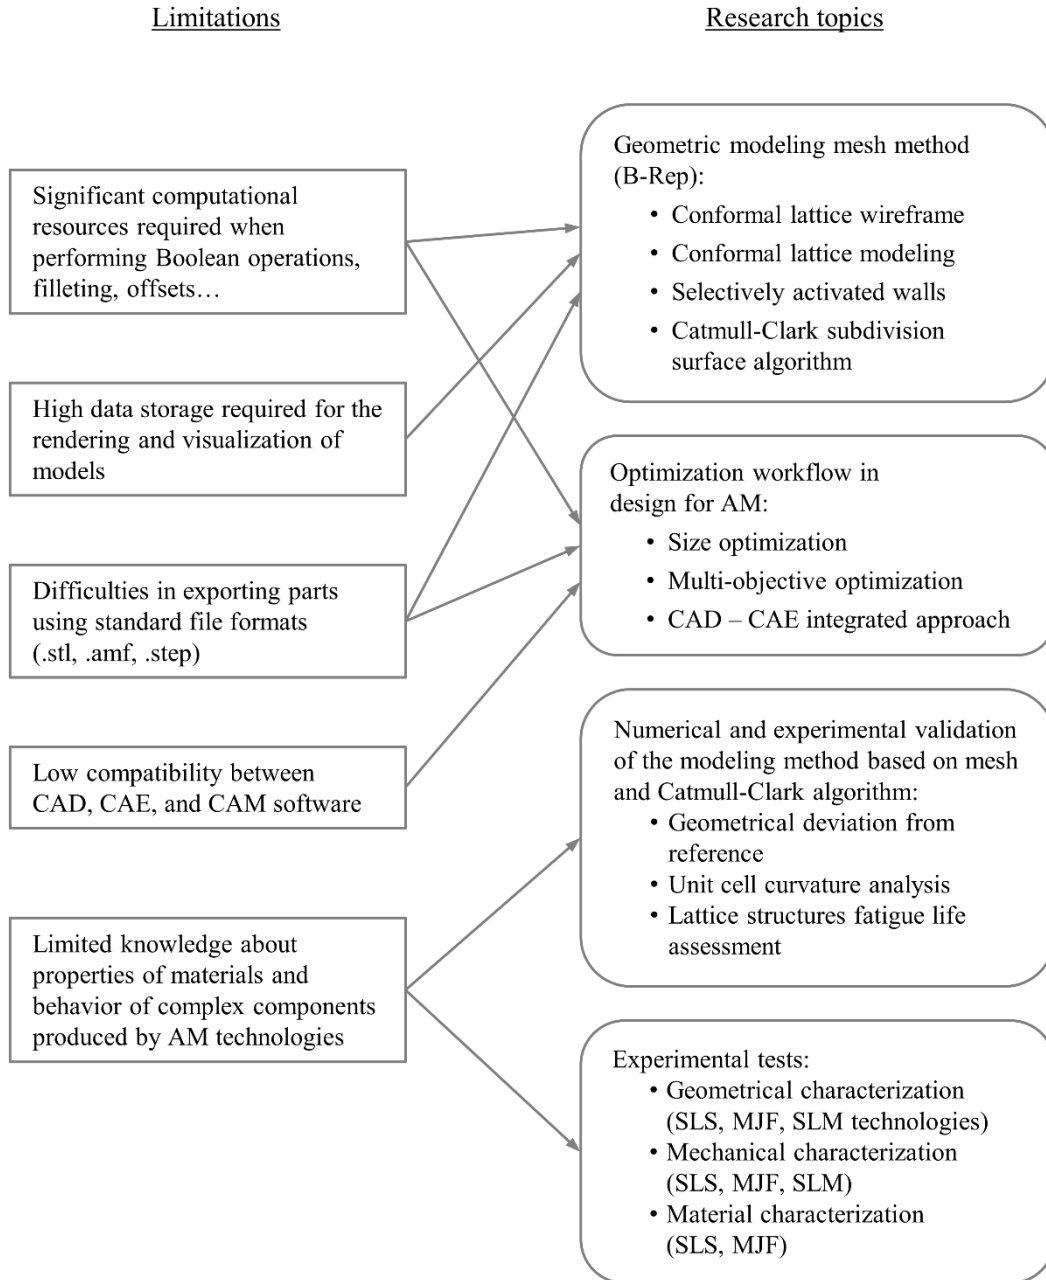 Limitations
Research topics
Significant computational
resources required when
performing Boolean operations,
filleting, offsets…
High data storage required for the
rendering and visualization of
models
Difficulties in exporting parts
using standard file formats
(.stl, .amf, .step)
Low compatibility between
CAD, CAE, and CAM software
Limited knowledge about
properties of materials and
behavior of complex components
produced by AM technologies
Geometric modeling mesh method
(B-Rep):
• Conformal lattice wireframe
• Conformal lattice modeling
• Selectively activated walls
• Catmull-Clark subdivision
surface algorithm
Optimization workflow in
design for AM:
• Size optimization
• Multi-objective optimization
• CAD – CAE integrated approach
Numerical and experimental validation
of the modeling method based on mesh
and Catmull-Clark algorithm:
• Geometrical deviation from
reference
• Unit cell curvature analysis
• Lattice structures fatigue life
assessment
Experimental tests:
• Geometrical characterization
(SLS, MJF, SLM technologies)
• Mechanical characterization
(SLS, MJF, SLM)
• Material characterization
(SLS, MJF)